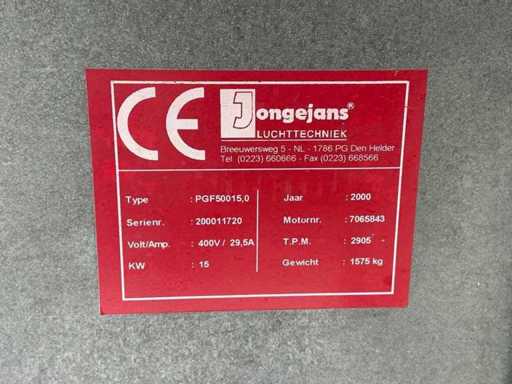 CE Jongejans®
LUCHTTECHNIEK
Breeuwersweg 5 - NL - 1786 PG Den Helder
Tel (0223) 660666 - Fax (0223) 668566
Type : PGF50015,0 Jaar : 2000
Serienr. : 200011720 Motornr. : 7065843
Volt/Amp. : 400V / 29,5A T.P.M. : 2905 -
KW : 15 Gewicht : 1575 kg